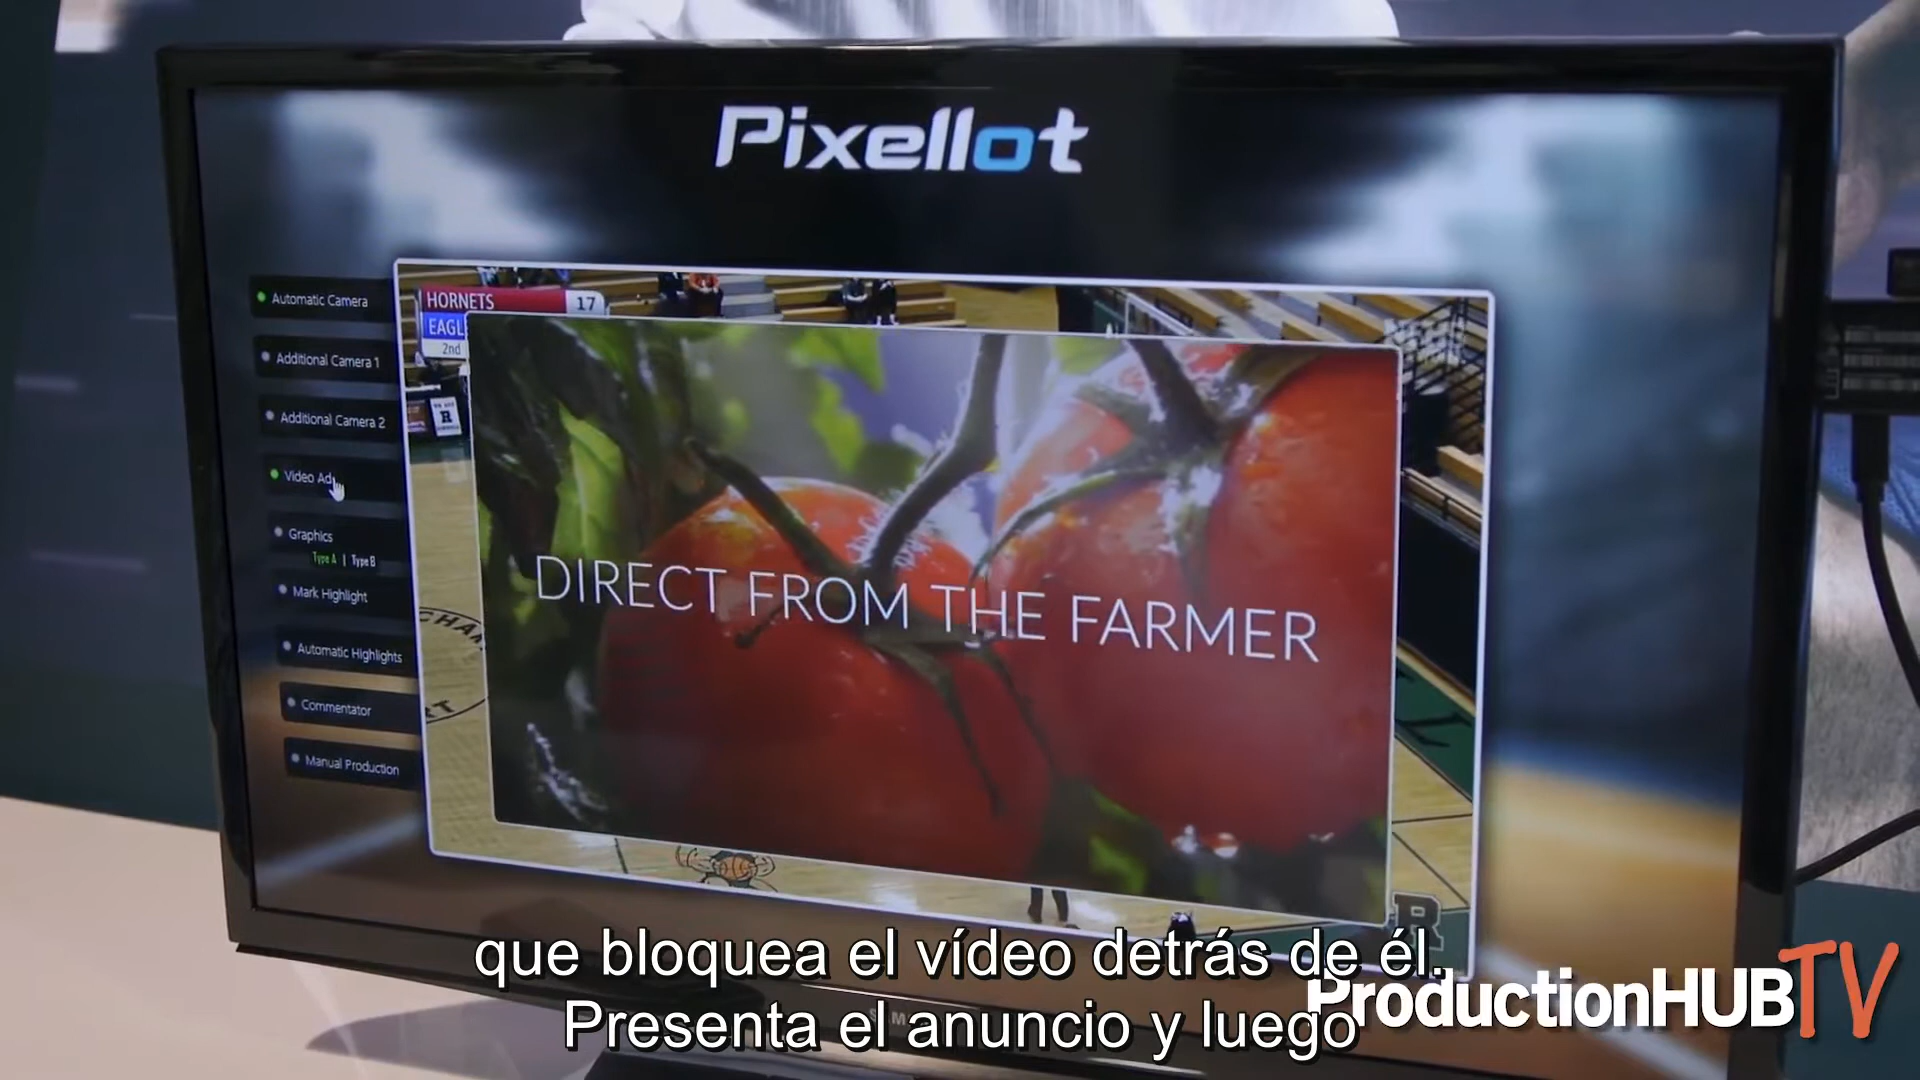 Pixellot
Automatic Camera
Additional Camera 1
Additional Camera 2
Video Ad
Graphics
Type A | Type B
Mark Highlight
Automatic Highlights
Commentator
Manual Production
HORNETS 17
EAGL
2nd
R
DIRECT FROM THE FARMER
R
que bloquea el vídeo detrás de él.
Presenta el anuncio y luego
ProductionHUBTV